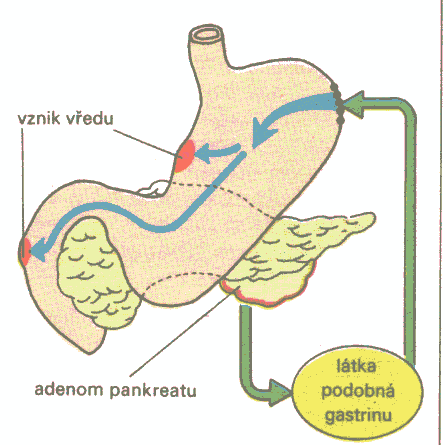 vznik vředu
adenom pankreatu
látka
podobná
gastrinu